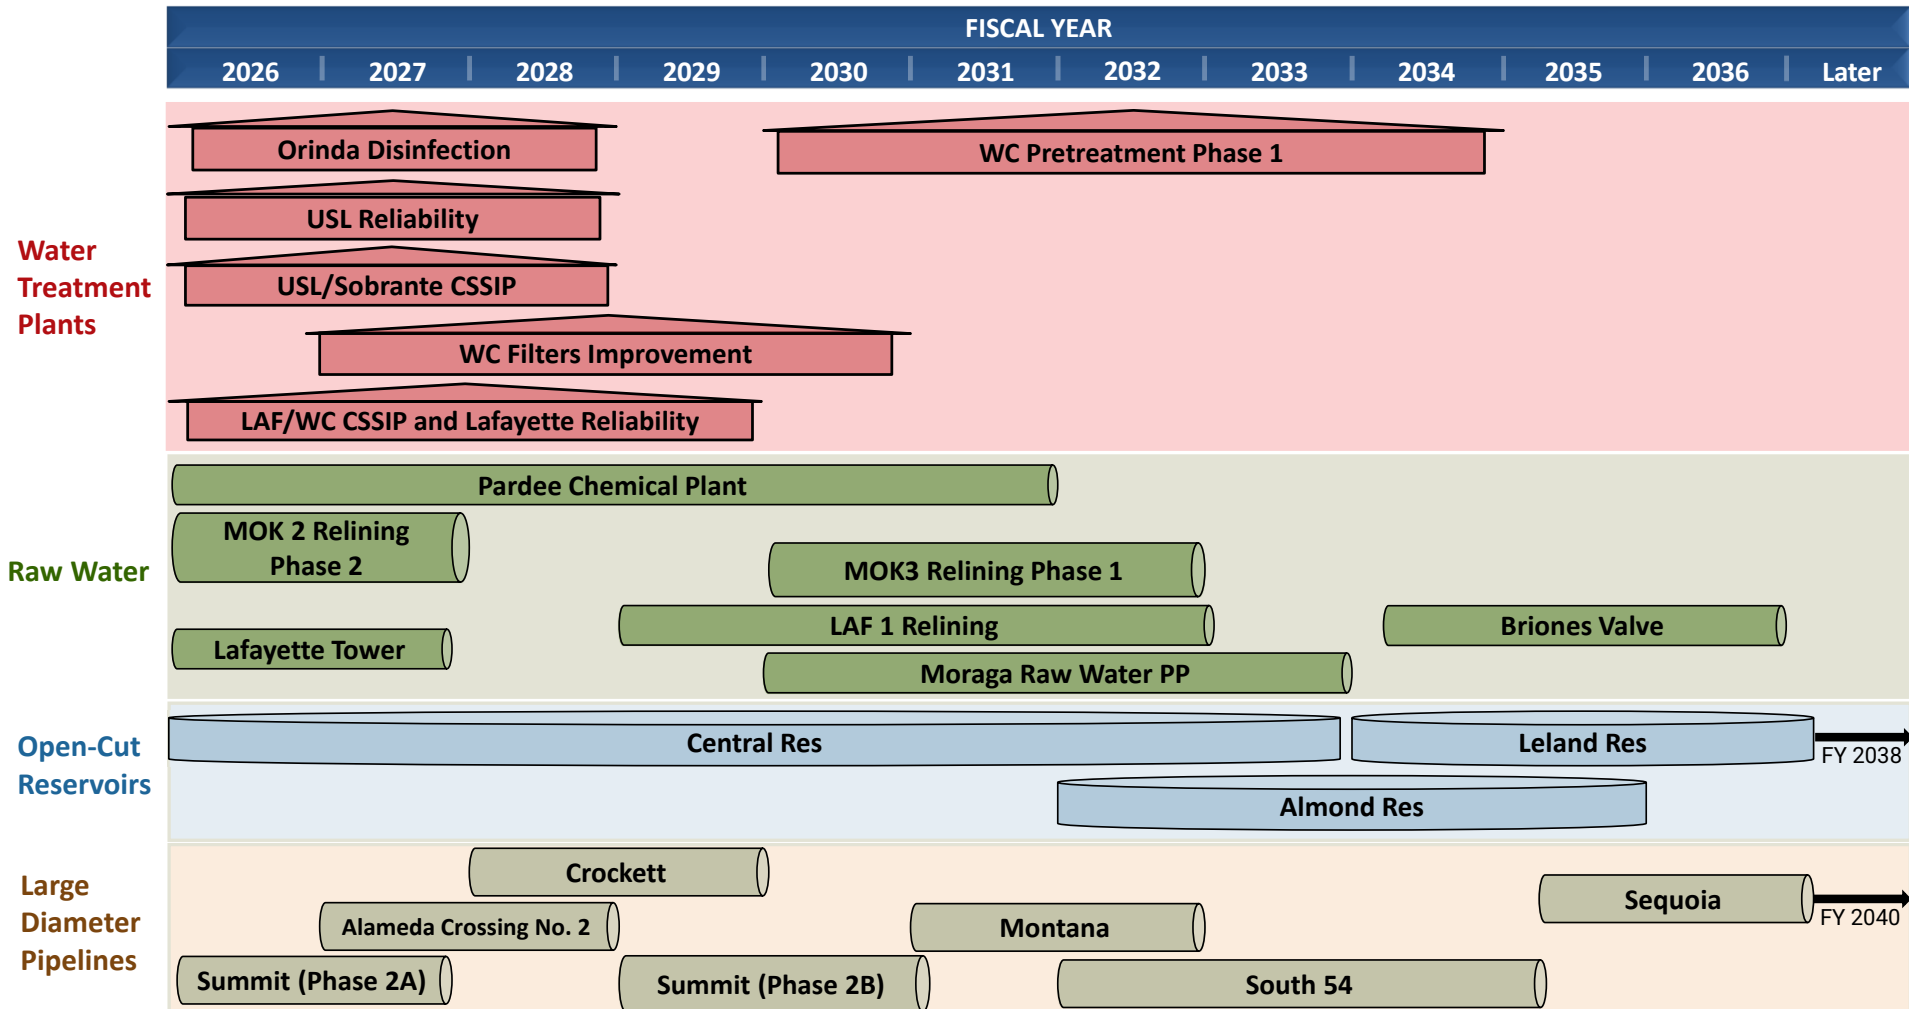 FISCAL YEAR
2026 2027 2028 2029 2030 2031 2032 2033 2034 2035 2036 Later
Water
Treatment
Plants
Orinda Disinfection
WC Pretreatment Phase 1
USL Reliability
USL/Sobrante CSSIP
WC Filters Improvement
LAF/WC CSSIP and Lafayette Reliability
Raw Water
Pardee Chemical Plant
MOK 2 Relining
Phase 2
MOK3 Relining Phase 1
LAF 1 Relining
Briones Valve
Lafayette Tower
Moraga Raw Water PP
Open-Cut
Reservoirs
Central Res
Leland Res
FY 2038
Almond Res
Large
Diameter
Pipelines
Crockett
Sequoia
FY 2040
Alameda Crossing No. 2
Montana
Summit (Phase 2A)
Summit (Phase 2B)
South 54